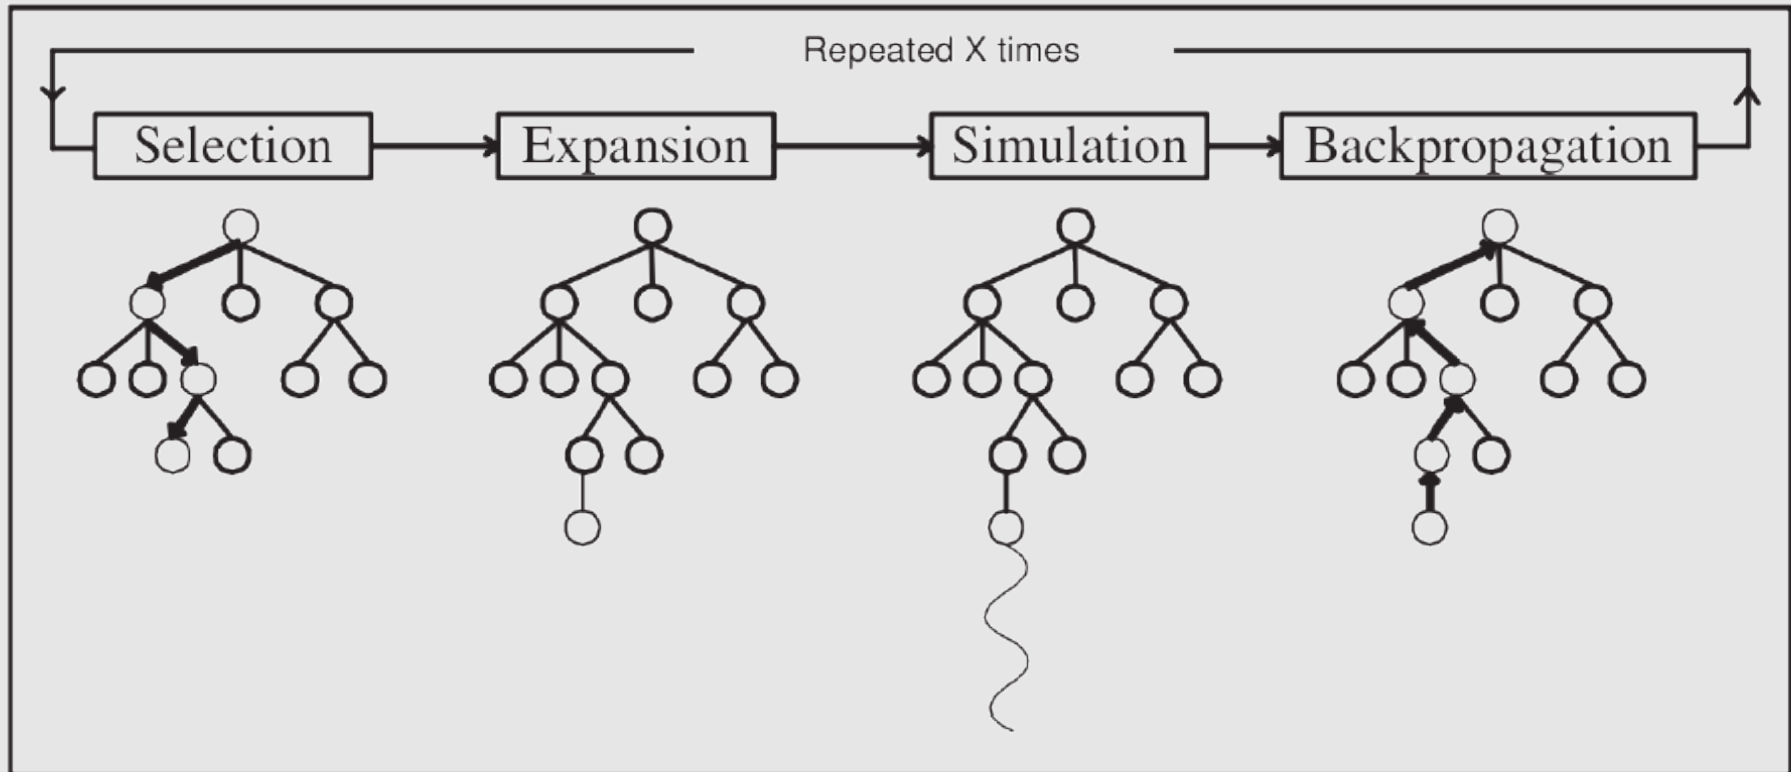 Repeated X times
Selection
Expansion
Simulation
Backpropagation